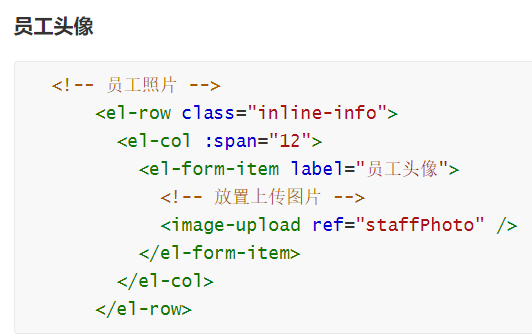 员工头像
<!-- 员工照片 -->
<el-row class="inline-info">
<el-col :span="12">
<el-form-item label="员工头像">
<!-- 放置上传图片 -->
<image-upload ref="staffPhoto" />
</el-form-item>
</el-col>
</el-row>